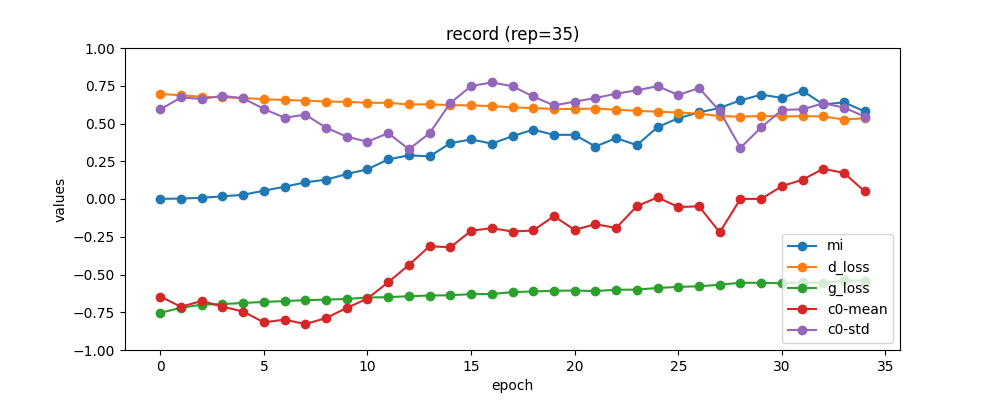 record (rep=35)
1.00
0.75
0.50
0.25
0.00
−0.25
−0.50
−0.75
−1.00
values
0 5 10 15 20 25 30 35
epoch
mi
d_loss
g_loss
c0-mean
c0-std